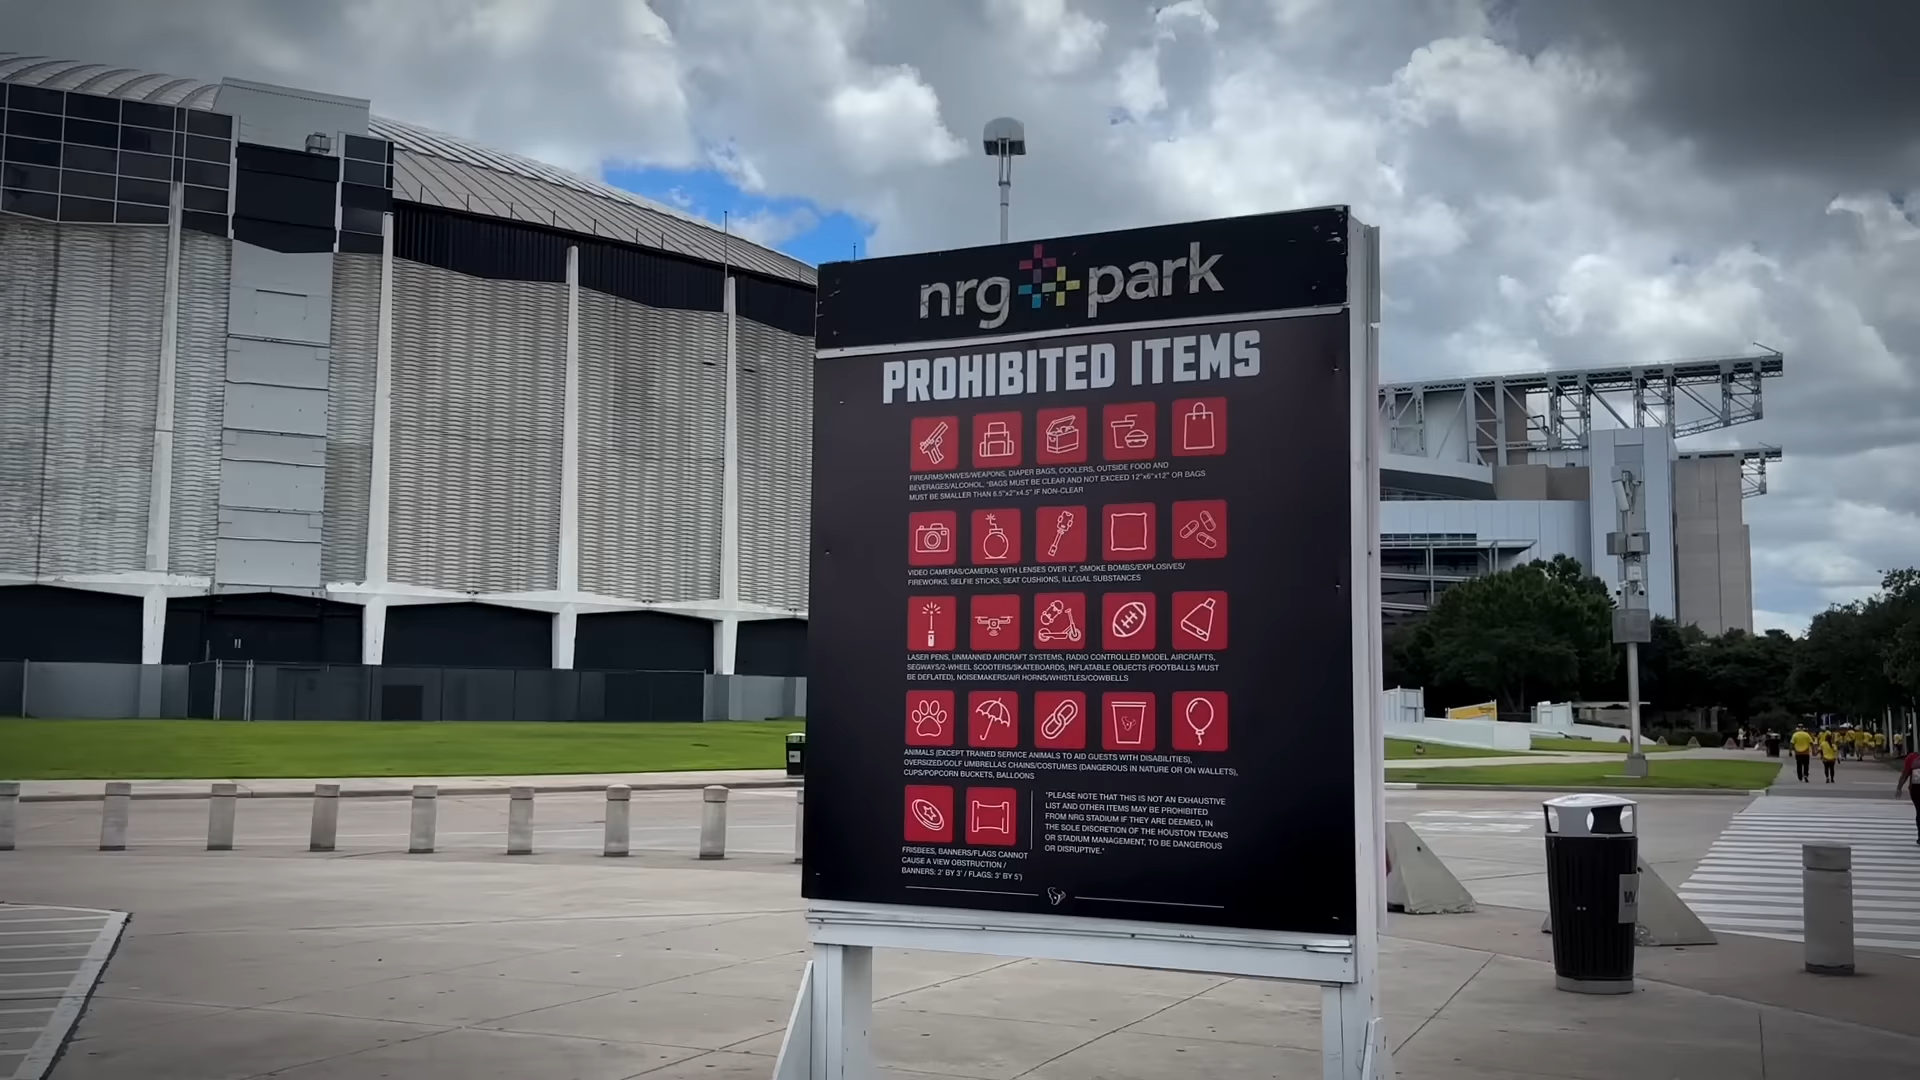 nrg park
PROHIBITED ITEMS
FIREARMS/KNIVES/WEAPONS, DIAPER BAGS, COOLERS, OUTSIDE FOOD AND
BEVERAGES/ALCOHOL, *BAGS MUST BE CLEAR AND NOT EXCEED 12"x6"x12" OR BAGS
MUST BE SMALLER THAN 6.5"x2"x4.5" IF NON-CLEAR
VIDEO CAMERAS/CAMERAS WITH LENSES OVER 3", SMOKE BOMBS/EXPLOSIVES/
FIREWORKS, SELFIE STICKS, SEAT CUSHIONS, ILLEGAL SUBSTANCES
LASER PENS, UNMANNED AIRCRAFT SYSTEMS, RADIO CONTROLLED MODEL AIRCRAFTS,
SEGWAYS/2-WHEEL SCOOTERS/SKATEBOARDS, INFLATABLE OBJECTS (FOOTBALLS MUST
BE DEFLATED), NOISEMAKERS/AIR HORNS/WHISTLES/COWBELLS
ANIMALS (EXCEPT TRAINED SERVICE ANIMALS TO AID GUESTS WITH DISABILITIES),
OVERSIZED/GOLF UMBRELLAS CHAINS/COSTUMES (DANGEROUS IN NATURE OR ON WALLETS),
CUPS/POPCORN BUCKETS, BALLOONS
FRISBEES, BANNERS/FLAGS CANNOT
CAUSE A VIEW OBSTRUCTION /
BANNERS: 2' BY 3' / FLAGS: 3' BY 5')
"PLEASE NOTE THAT THIS IS NOT AN EXHAUSTIVE
LIST AND OTHER ITEMS MAY BE PROHIBITED
FROM NRG STADIUM IF THEY ARE DEEMED, IN
THE SOLE DISCRETION OF THE HOUSTON TEXANS
OR STADIUM MANAGEMENT, TO BE DANGEROUS
OR DISRUPTIVE."